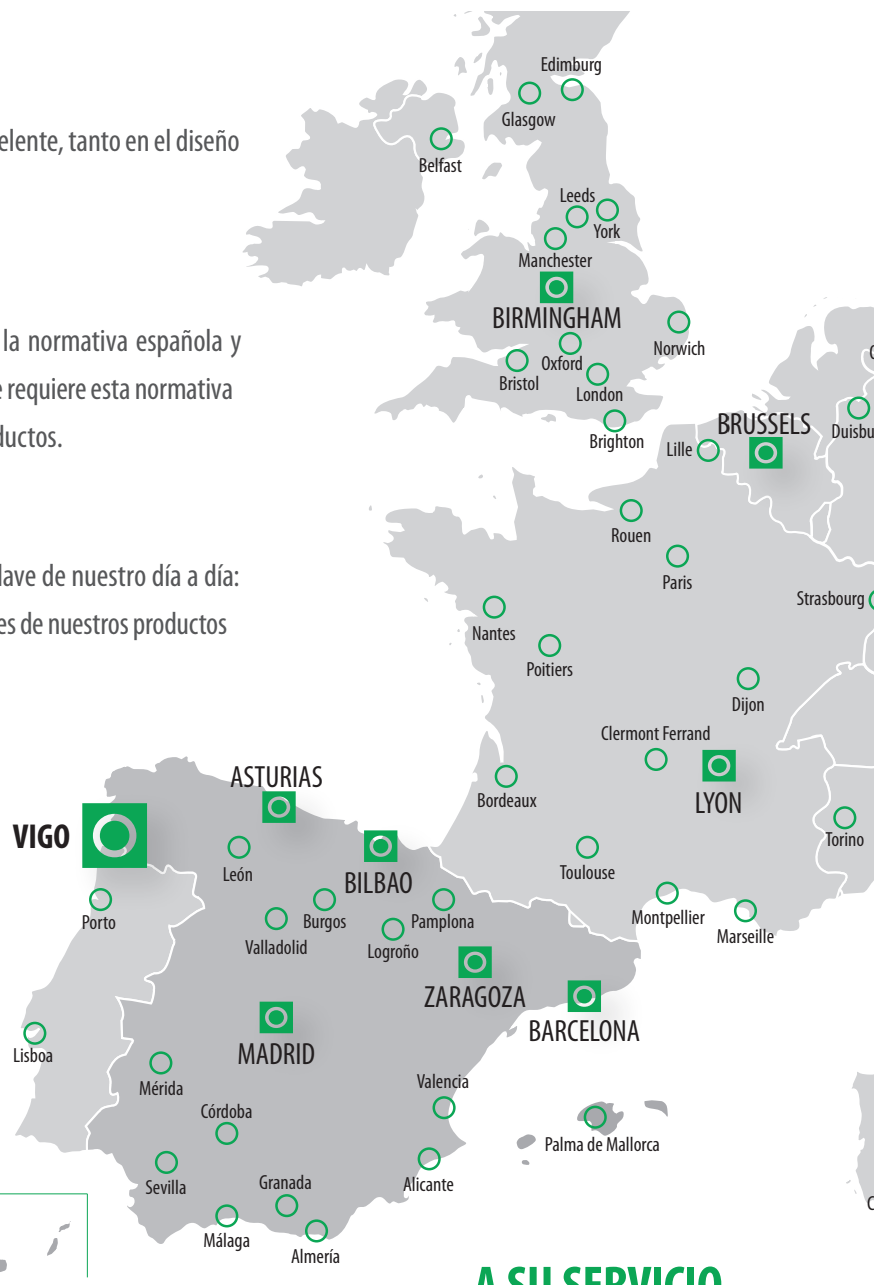 elente, tanto en el diseño
la normativa española y
e requiere esta normativa
ductos.
lave de nuestro día a día:
es de nuestros productos
Edimburg
Glasgow
Belfast
Leeds
York
Manchester
BIRMINGHAM
Norwich
Oxford
Bristol
London
Brighton
BRUSSELS
Lille
Duisbu
Rouen
Paris
Strasbourg
Nantes
Poitiers
Dijon
Clermont Ferrand
LYON
Bordeaux
Torino
Toulouse
Montpellier
Marseille
ASTURIAS
VIGO
León
BILBAO
Porto
Burgos
Pamplona
Valladolid
Logroño
ZARAGOZA
BARCELONA
MADRID
Lisboa
Mérida
Valencia
Córdoba
Palma de Mallorca
Sevilla
Granada
Alicante
Málaga
Almería
A SU SERVICIO